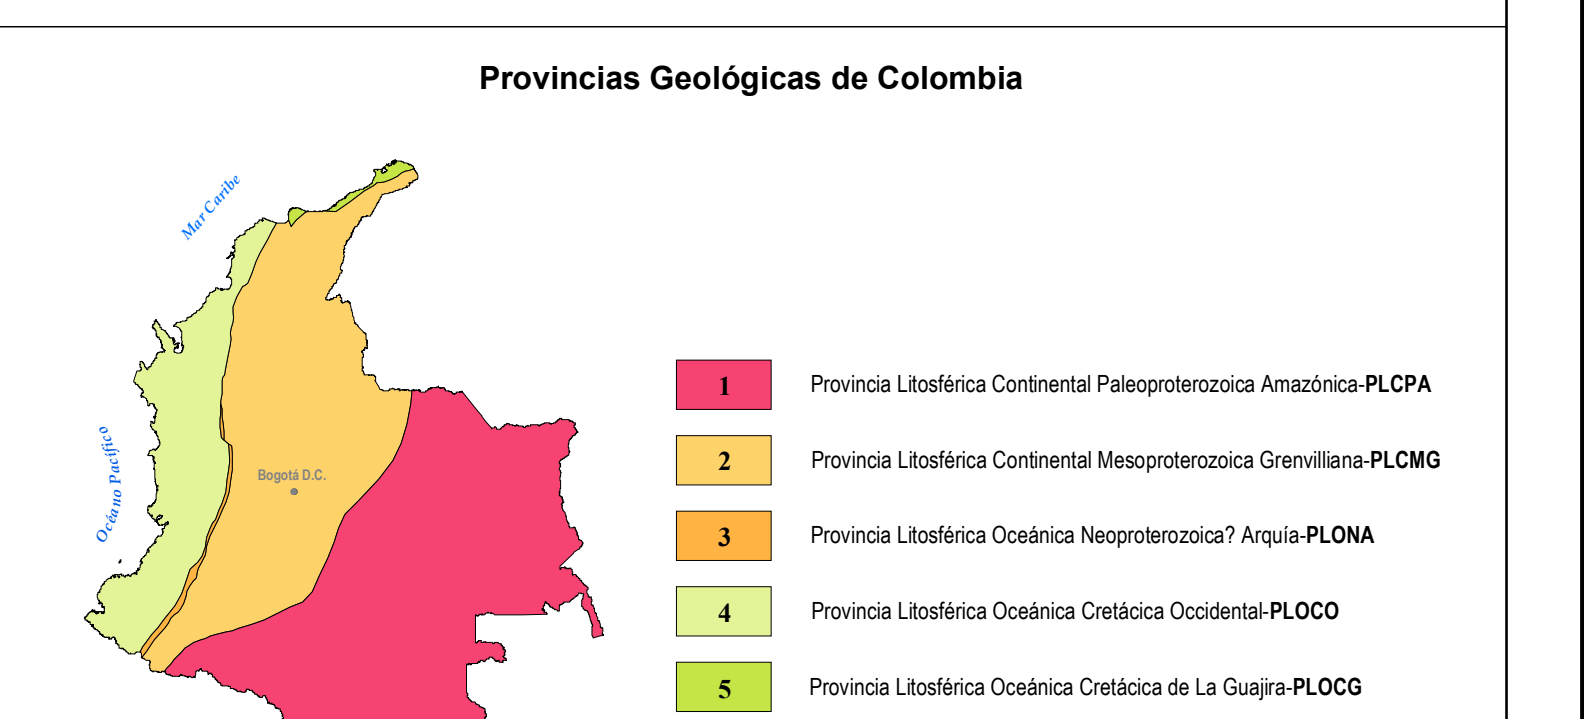 Provincias Geológicas de Colombia
Mar Caribe
Océano Pacífico
Bogotá D.C.
1 Provincia Litosférica Continental Paleoproterozoica Amazónica-PLCPA
2 Provincia Litosférica Continental Mesoproterozoica Grenvilliana-PLCMG
3 Provincia Litosférica Oceánica Neoproterozoica? Arquía-PLONA
4 Provincia Litosférica Oceánica Cretácica Occidental-PLOCO
5 Provincia Litosférica Oceánica Cretácica de La Guajira-PLOCG